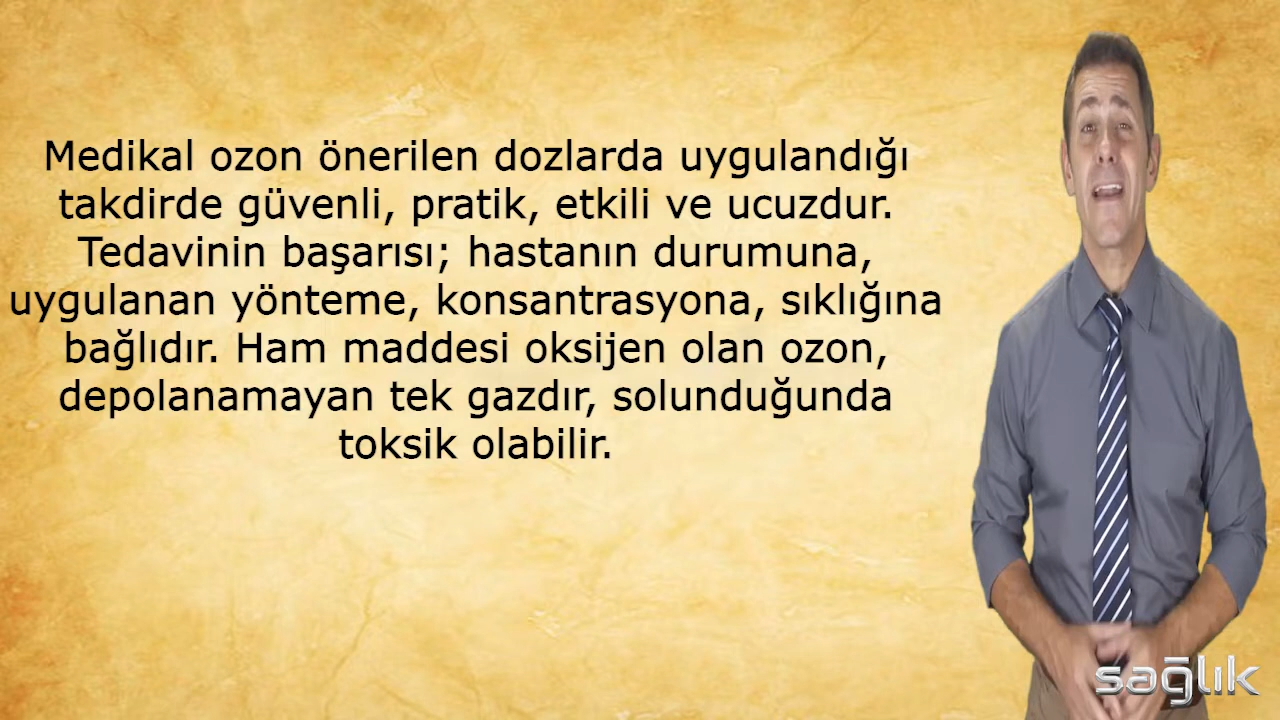 Medikal ozon önerilen dozlarda uygulandığı
takdirde güvenli, pratik, etkili ve ucuzdur.
Tedavinin başarısı; hastanın durumuna,
uygulanan yönteme, konsantrasyona, sıklığına
bağlıdır. Ham maddesi oksijen olan ozon,
depolanamayan tek gazdır, solunduğunda
toksik olabilir.
sağlık